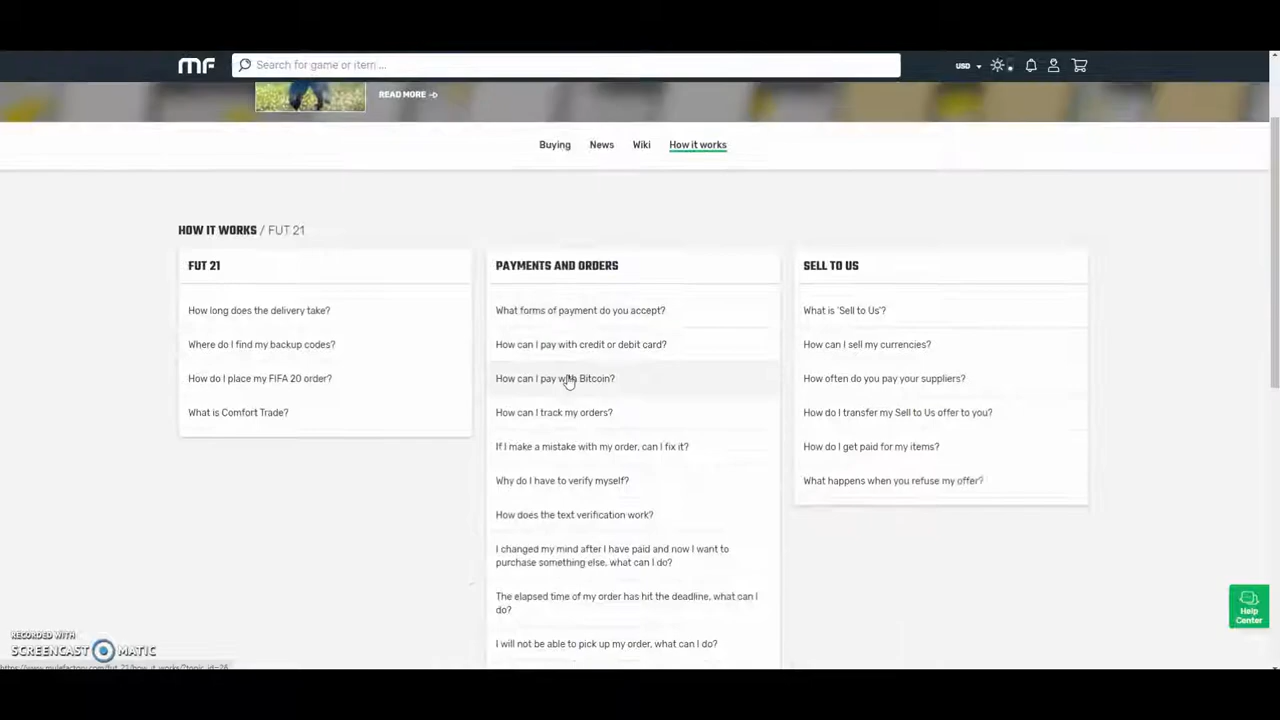 MF
Search for game or item ...
USD
READ MORE
Buying
News
Wiki
How it works
HOW IT WORKS / FUT 21
FUT 21
How long does the delivery take?
Where do I find my backup codes?
How do I place my FIFA 20 order?
What is Comfort Trade?
PAYMENTS AND ORDERS
What forms of payment do you accept?
How can I pay with credit or debit card?
How can I pay with Bitcoin?
How can I track my orders?
If I make a mistake with my order, can I fix it?
Why do I have to verify myself?
How does the text verification work?
I changed my mind after I have paid and now I want to
purchase something else, what can I do?
The elapsed time of my order has hit the deadline, what can I
do?
I will not be able to pick up my order, what can I do?
SELL TO US
What is 'Sell to Us'?
How can I sell my currencies?
How often do you pay your suppliers?
How do I transfer my Sell to Us offer to you?
How do I get paid for my items?
What happens when you refuse my offer?
Help
Center
RECORDED WITH
SCREENCAST MATIC
https://www.mulefactory.com/fut_21/how_it_works?topic_id=26